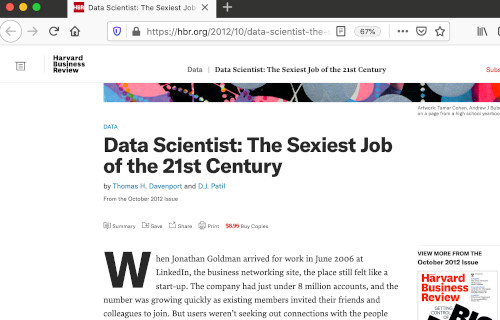 HBR Data Scientist: The Sexiest Jo
https://hbr.org/2012/10/data-scientist-the-s
67%
Harvard
Business
Review
Data | Data Scientist: The Sexiest Job of the 21st Century
Subs
Artwork: Tamar Cohen, Andrew J Bubo
on a page from a high school yearboo
DATA
Data Scientist: The Sexiest Job
of the 21st Century
by Thomas H. Davenport and D.J. Patil
From the October 2012 Issue
Summary Save Share Print $8.95 Buy Copies
When Jonathan Goldman arrived for work in June 2006 at
LinkedIn, the business networking site, the place still felt like a
start-up. The company had just under 8 million accounts, and the
number was growing quickly as existing members invited their friends and
colleagues to join. But users weren't seeking out connections with the people
VIEW MORE FROM THE
October 2012 Issue
Harvard
Business
Review
GETTING
CONTROL
BIG